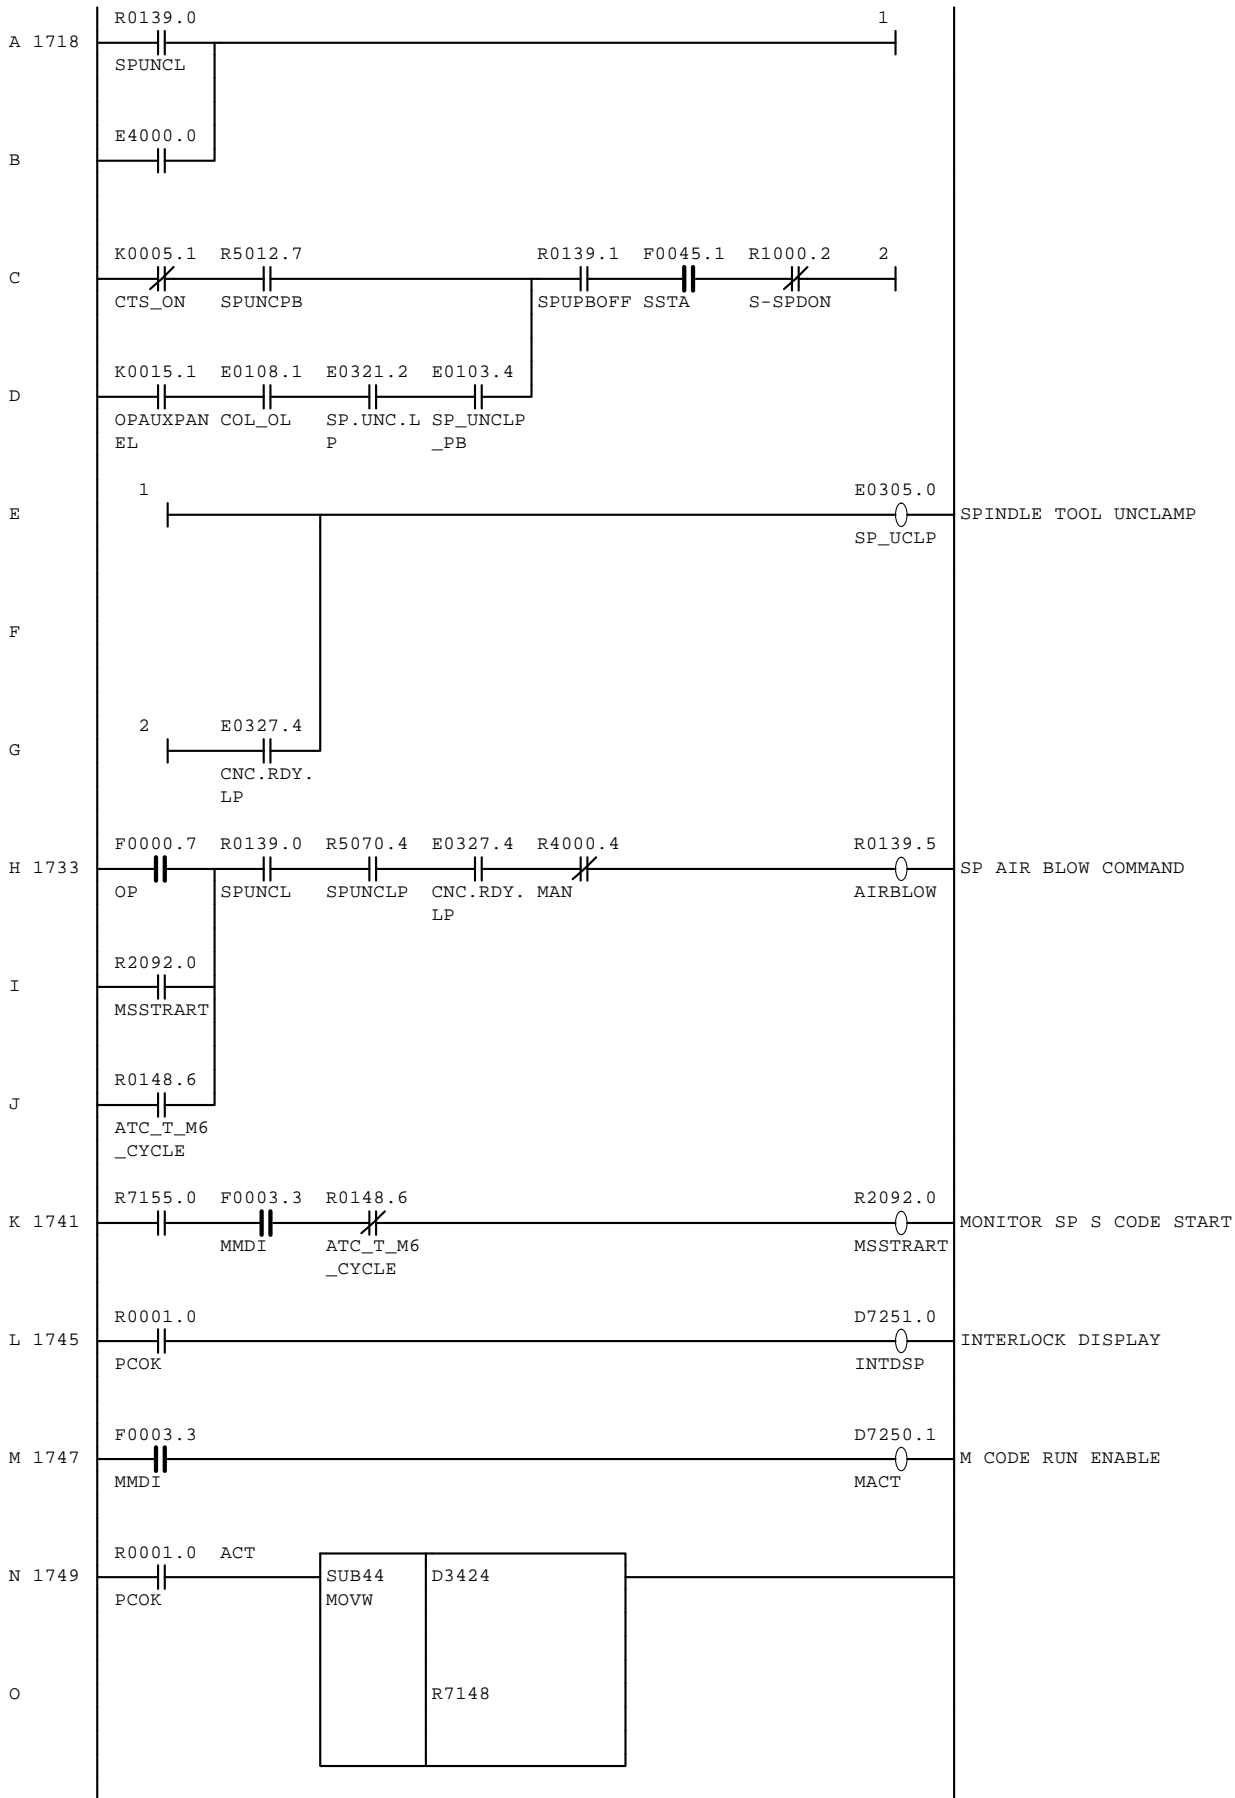 R0139.0 1
A 1718
SPUNCL
E4000.0
B
K0005.1 R5012.7 R0139.1 F0045.1 R1000.2 2
C
CTS_ON SPUNCPB SPUPBOFF SSTA S-SPDON
K0015.1 E0108.1 E0321.2 E0103.4
D
OPAUXPAN COL_OL SP.UNC.L SP_UNCLP
EL P _PB
1 E0305.0
E SPINDLE TOOL UNCLAMP
SP_UCLP
F
2 E0327.4
G
CNC.RDY.
LP
F0000.7 R0139.0 R5070.4 E0327.4 R4000.4 R0139.5
H 1733 SP AIR BLOW COMMAND
OP SPUNCL SPUNCLP CNC.RDY. MAN AIRBLOW
LP
R2092.0
I
MSSTRART
R0148.6
J
ATC_T_M6
_CYCLE
R7155.0 F0003.3 R0148.6 R2092.0
K 1741 MONITOR SP S CODE START
MMDI ATC_T_M6 MSSTRART
_CYCLE
R0001.0 D7251.0
L 1745 INTERLOCK DISPLAY
PCOK INTDSP
F0003.3 D7250.1
M 1747 M CODE RUN ENABLE
MMDI MACT
R0001.0 ACT
N 1749 SUB44 D3424
PCOK MOVW
O R7148